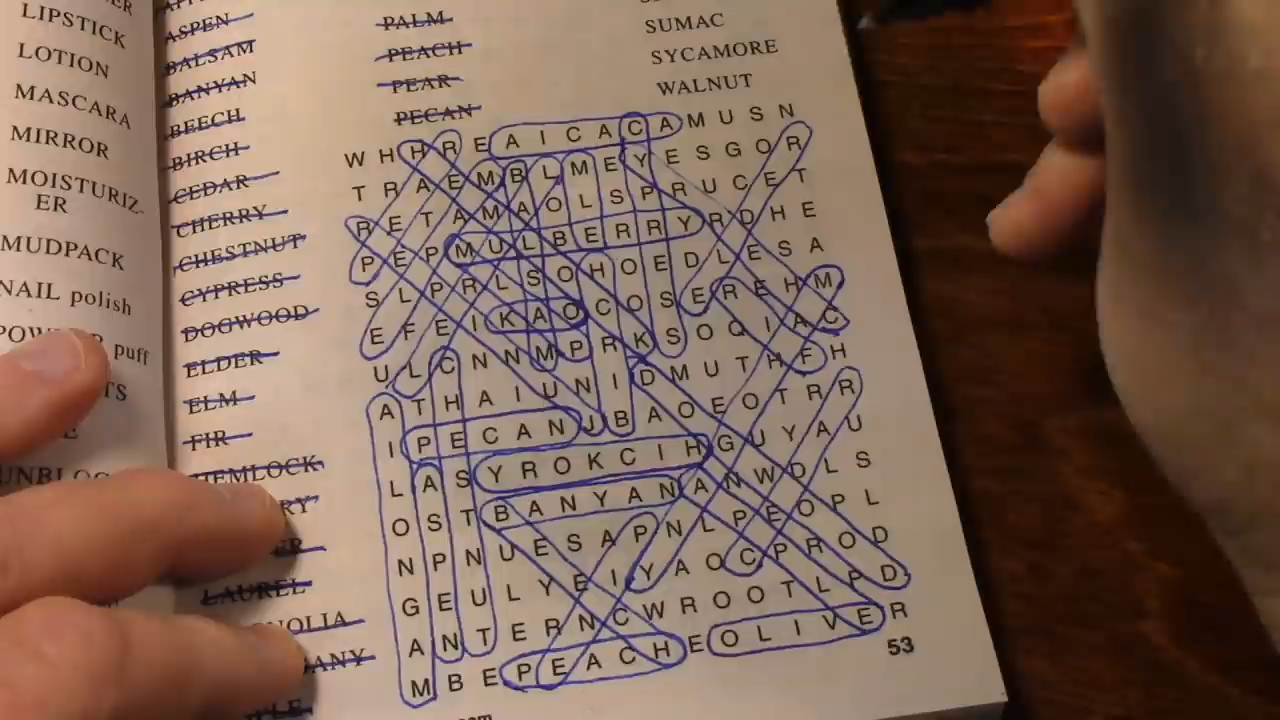 LIPSTICK
LOTION
MASCARA
MIRROR
MOISTURIZ-
ER
MUDPACK
NAIL polish
puff
ASPEN
BALSAM
BANYAN
BEECH
BIRCH
CEDAR
CHERRY
CHESTNUT
CYPRESS
DOGWOOD
ELDER
ELM
FIR
HEMLOCK
LAUREL
PALM
PEACH
PEAR
PECAN
SUMAC
SYCAMORE
WALNUT
W H H R E A I C A C A M U S N
T R A E M B L M E Y E S G O R
R E T A M A O L S P R U C E T
P E P M U L B E R R Y R D H E
S L P R L S O H O E D L E S A
E F E I K A O C O S E R E H M
U L C N N M P R K S O Q I A C
A T H A I U N I D M U T H F H
I P E C A N J B A O E O T R R
L A S Y R O K C I H G U Y A U
O S T B A N Y A N A N W D L S
N P N U E S A P N L P E O P L
G E U L Y E I Y A O C P R O D
A N T E R N C W R O O T L P D
M B E P E A C H E O L I V E R
53